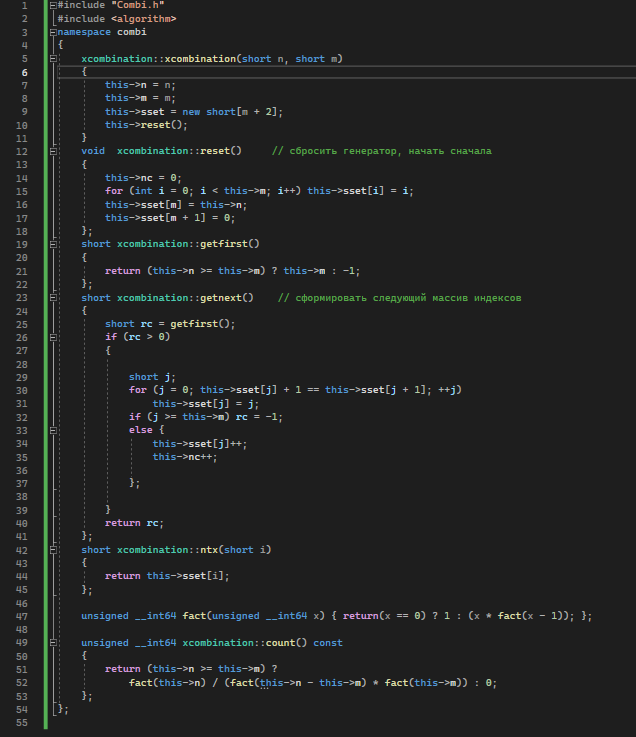 1 #include "Combi.h"
2 #include <algorithm>
3 namespace combi
4 {
5     xcombination::xcombination(short n, short m)
6     {
7         this->n = n;
8         this->m = m;
9         this->sset = new short[m + 2];
10         this->reset();
11     }
12     void  xcombination::reset()     // сбросить генератор, начать сначала
13     {
14         this->nc = 0;
15         for (int i = 0; i < this->m; i++) this->sset[i] = i;
16         this->sset[m] = this->n;
17         this->sset[m + 1] = 0;
18     };
19     short xcombination::getfirst()
20     {
21         return (this->n >= this->m) ? this->m : -1;
22     };
23     short xcombination::getnext()    // сформировать следующий массив индексов
24     {
25         short rc = getfirst();
26         if (rc > 0)
27         {
28
29             short j;
30             for (j = 0; this->sset[j] + 1 == this->sset[j + 1]; ++j)
31                 this->sset[j] = j;
32             if (j >= this->m) rc = -1;
33             else {
34                 this->sset[j]++;
35                 this->nc++;
36
37             };
38
39         }
40         return rc;
41     };
42     short xcombination::ntx(short i)
43     {
44         return this->sset[i];
45     };
46
47     unsigned __int64 fact(unsigned __int64 x) { return(x == 0) ? 1 : (x * fact(x - 1)); };
48
49     unsigned __int64 xcombination::count() const
50     {
51         return (this->n >= this->m) ?
52             fact(this->n) / (fact(this->n - this->m) * fact(this->m)) : 0;
53     };
54 };
55